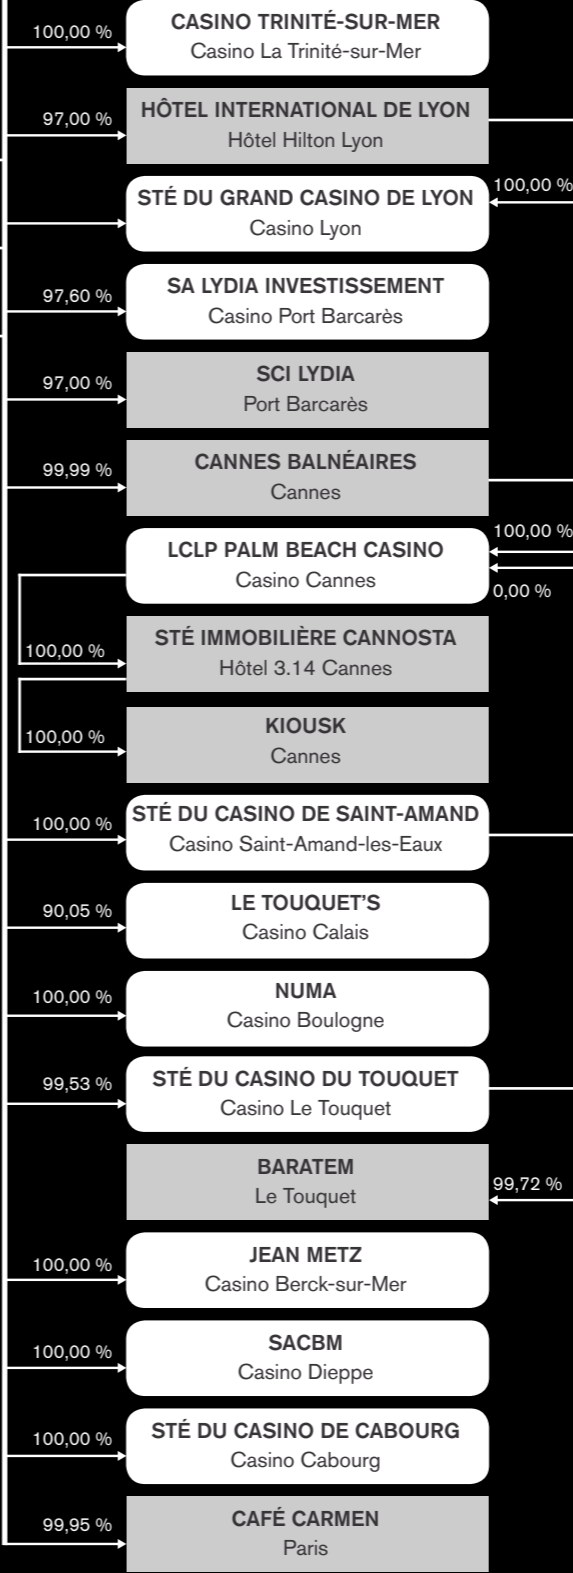 100,00 %
CASINO TRINITÉ-SUR-MER
Casino La Trinité-sur-Mer
97,00 %
HÔTEL INTERNATIONAL DE LYON
Hôtel Hilton Lyon
STÉ DU GRAND CASINO DE LYON
Casino Lyon
100,00 %
97,60 %
SA LYDIA INVESTISSEMENT
Casino Port Barcarès
97,00 %
SCI LYDIA
Port Barcarès
99,99 %
CANNES BALNÉAIRES
Cannes
LCLP PALM BEACH CASINO
Casino Cannes
100,00 %
0,00 %
100,00 %
STÉ IMMOBILIÈRE CANNOSTA
Hôtel 3.14 Cannes
100,00 %
KIOUSK
Cannes
100,00 %
STÉ DU CASINO DE SAINT-AMAND
Casino Saint-Amand-les-Eaux
90,05 %
LE TOUQUET’S
Casino Calais
100,00 %
NUMA
Casino Boulogne
99,53 %
STÉ DU CASINO DU TOUQUET
Casino Le Touquet
BARATEM
Le Touquet
99,72 %
100,00 %
JEAN METZ
Casino Berck-sur-Mer
100,00 %
SACBM
Casino Dieppe
100,00 %
STÉ DU CASINO DE CABOURG
Casino Cabourg
99,95 %
CAFÉ CARMEN
Paris